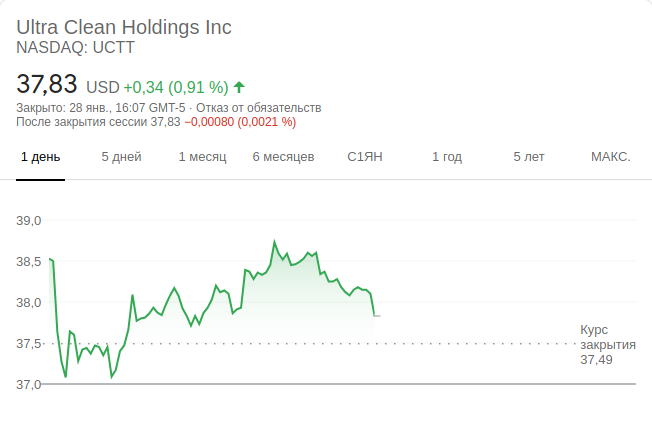 Ultra Clean Holdings Inc
NASDAQ: UCTT
37,83 USD +0,34 (0,91 %)
Закрыто: 28 янв., 16:07 GMT-5 · Отказ от обязательств
После закрытия сессии 37,83 −0,00080 (0,0021 %)
1 день 5 дней 1 месяц 6 месяцев С1ЯН 1 год 5 лет МАКС.
39,0
38,5
38,0
37,5
37,0
Курс
закрытия
37,49